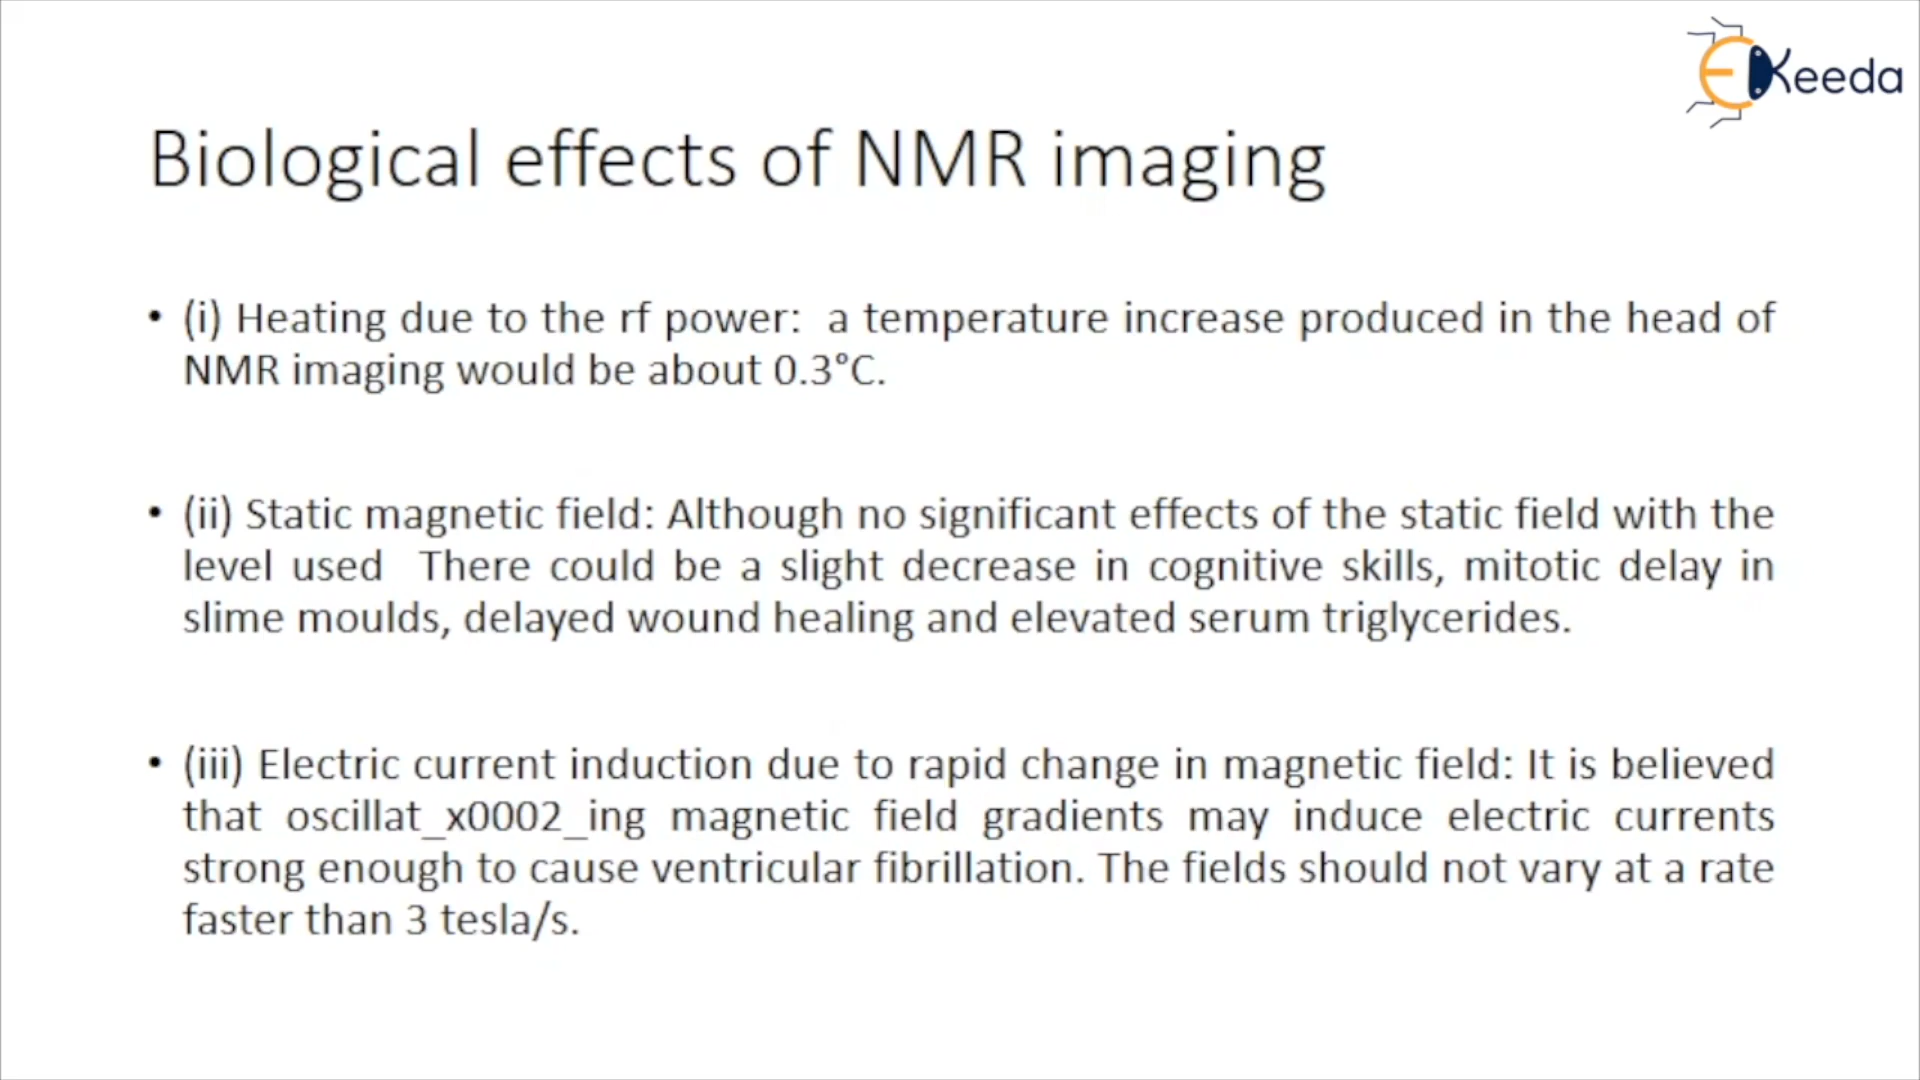 EKeeda
Biological effects of NMR imaging
• (i) Heating due to the rf power:  a temperature increase produced in the head of
NMR imaging would be about 0.3°C.
• (ii) Static magnetic field: Although no significant effects of the static field with the
level used  There could be a slight decrease in cognitive skills, mitotic delay in
slime moulds, delayed wound healing and elevated serum triglycerides.
• (iii) Electric current induction due to rapid change in magnetic field: It is believed
that oscillat_x0002_ing magnetic field gradients may induce electric currents
strong enough to cause ventricular fibrillation. The fields should not vary at a rate
faster than 3 tesla/s.